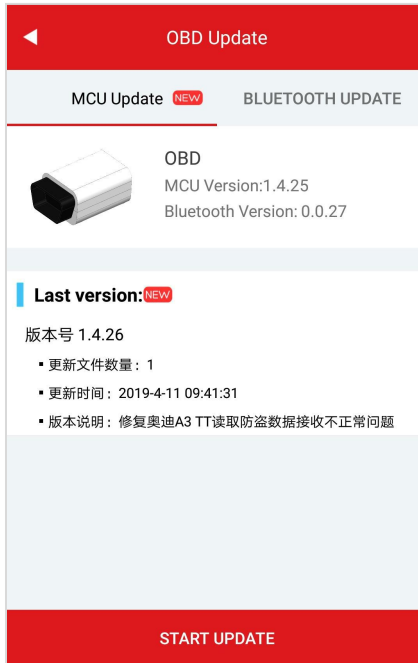 OBD Update
MCU Update NEW BLUETOOTH UPDATE
OBD
MCU Version:1.4.25
Bluetooth Version: 0.0.27
Last version:NEW
版本号 1.4.26
▪ 更新文件数量：1
▪ 更新时间：2019-4-11 09:41:31
▪ 版本说明：修复奥迪A3 TT读取防盗数据接收不正常问题
START UPDATE